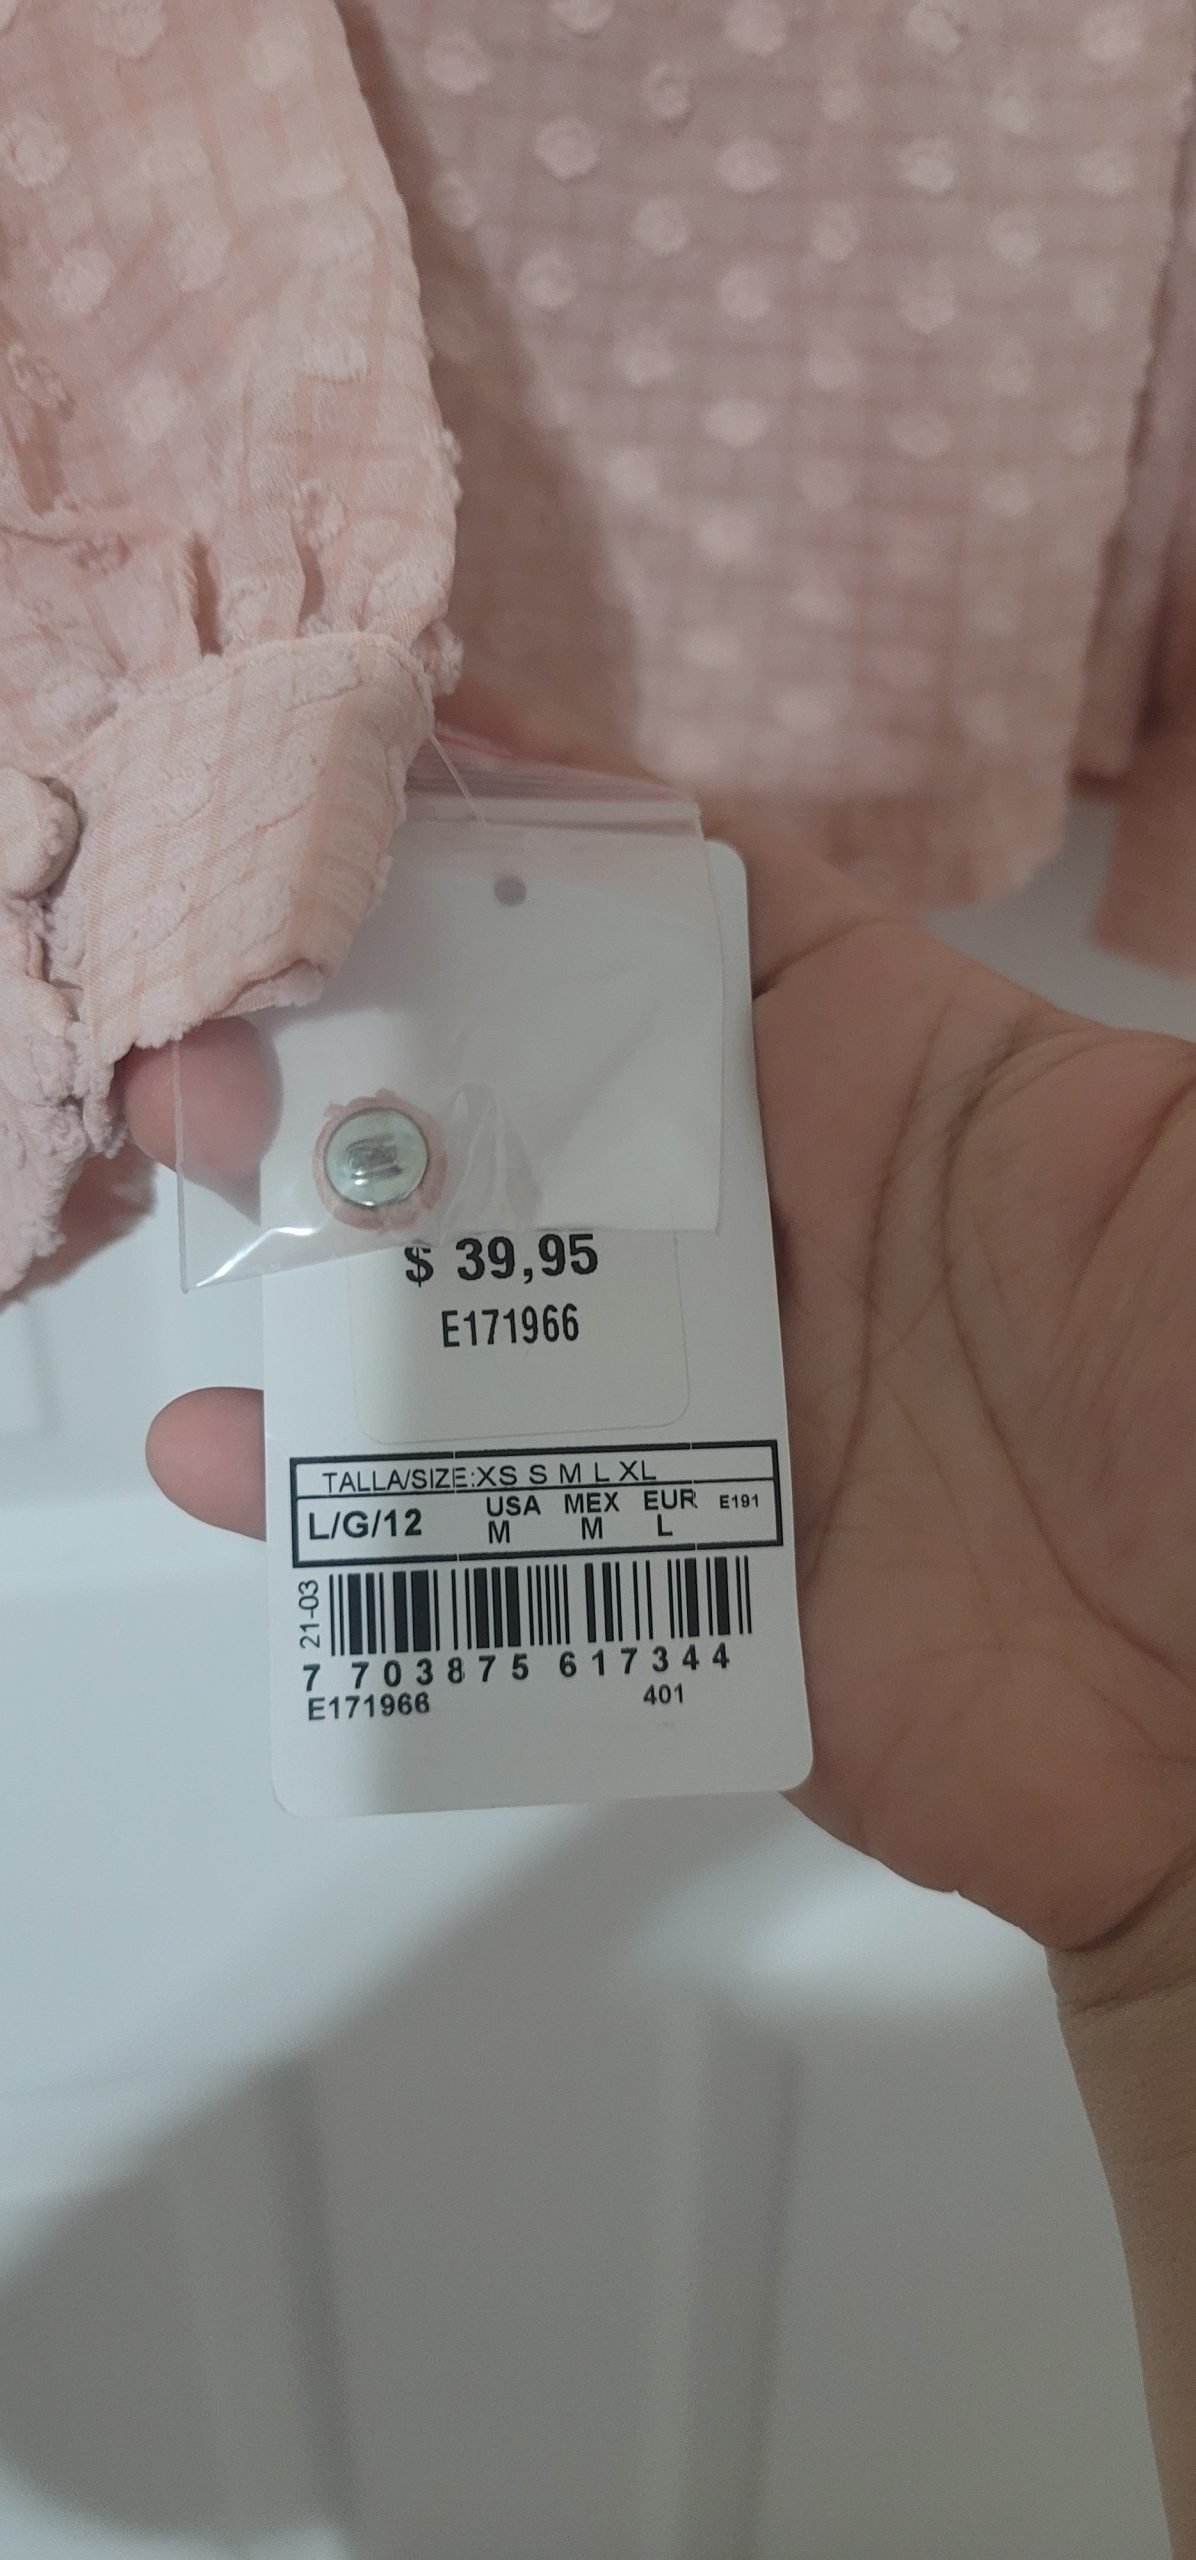 $ 39,95
E171966
TALLA/SIZE:XS S M L XL
L/G/12 USA MEX EUR E191
M M L
21-03
7 703875 617344
E171966 401